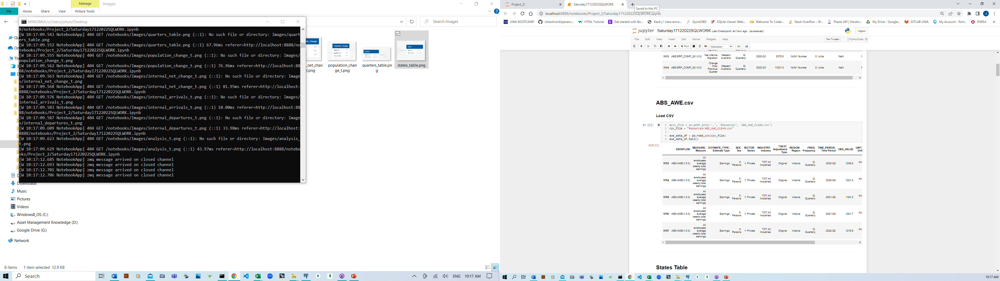 Manage
Images
File
Home
Share
View
Picture Tools
Search Images
MINGW64:/c/Users/johan/Desktop
8/notebooks/Project_2/Saturday17122022SQLWORK.ipynb
[W 10:17:09.543 NotebookApp] 404 GET /notebooks/Images/quarters_table.png (::1): No such file or directory: Images/quart
ers_table.png
[W 10:17:09.552 NotebookApp] 404 GET /notebooks/Images/quarters_table.png (::1) 67.96ms referer=http://localhost:8888/no
tebooks/Project_2/Saturday17122022SQLWORK.ipynb
[W 10:17:09.555 NotebookApp] 404 GET /notebooks/Images/population_change_t.png (::1): No such file or directory: Images/
population_change_t.png
[W 10:17:09.562 NotebookApp] 404 GET /notebooks/Images/population_change_t.png (::1) 76.96ms referer=http://localhost:88
88/notebooks/Project_2/Saturday17122022SQLWORK.ipynb
[W 10:17:09.563 NotebookApp] 404 GET /notebooks/Images/internal_net_change_t.png (::1): No such file or directory: Image
s/internal_net_change_t.png
[W 10:17:09.568 NotebookApp] 404 GET /notebooks/Images/internal_net_change_t.png (::1) 81.95ms referer=http://localhost:
8888/notebooks/Project_2/Saturday17122022SQLWORK.ipynb
[W 10:17:09.576 NotebookApp] 404 GET /notebooks/Images/internal_arrivals_t.png (::1): No such file or directory: Images/
internal_arrivals_t.png
[W 10:17:09.583 NotebookApp] 404 GET /notebooks/Images/internal_arrivals_t.png (::1) 10.00ms referer=http://localhost:88
88/notebooks/Project_2/Saturday17122022SQLWORK.ipynb
[W 10:17:09.587 NotebookApp] 404 GET /notebooks/Images/internal_departures_t.png (::1): No such file or directory: Image
s/internal_departures_t.png
[W 10:17:09.609 NotebookApp] 404 GET /notebooks/Images/internal_departures_t.png (::1) 33.98ms referer=http://localhost:
8888/notebooks/Project_2/Saturday17122022SQLWORK.ipynb
[W 10:17:09.623 NotebookApp] 404 GET /notebooks/Images/analysis_t.png (::1): No such file or directory: Images/analysis_
t.png
[W 10:17:09.629 NotebookApp] 404 GET /notebooks/Images/analysis_t.png (::1) 43.97ms referer=http://localhost:8888/notebo
oks/Project_2/Saturday17122022SQLWORK.ipynb
[W 10:17:12.685 NotebookApp] zmq message arrived on closed channel
[W 10:17:12.693 NotebookApp] zmq message arrived on closed channel
[W 10:17:12.701 NotebookApp] zmq message arrived on closed channel
[W 10:17:12.706 NotebookApp] zmq message arrived on closed channel
_net_chan
t.png
population_chan
ge_t.png
quarters_table.pn
g
states_table.png
Downloads
Music
Pictures
Videos
Windows8_OS (C:)
Asset Management Knowledge (D:)
Google Drive (G:)
Network
8 items 1 item selected 12.9 KB
Search
ENG 10:17 AM
Project_2/
Saturday17122022SQLWORK
Saved to this PC
localhost:8888/notebooks/Project_2/Saturday17122022SQLWORK.ipynb
UWA BOOTCAMP
JohanfromEsperanc...
HTML Tutorial
Get started with Bo...
Slack | ! class-anno...
QuickDBD
SQLite Viewer Web...
Welcome To Colab...
Stack Overflow - W...
Places API | Develo...
My Drive - Google...
GITLAB UWA
My Account - Port...
IPWEA
jupyter Saturday17122022SQLWORK Last Checkpoint: an hour ago (autosaved)
Logout
File Edit View Insert Cell Kernel Widgets Help
Not Trusted PythonData
Run Markdown
Migration Australia Quarterly
3113 ABS:ERP_COMP_Q(1.0.0) Net Internal Migration Western Australia Q: Quarterly 2022-Q1 2375.0 NUM: Number 0: Units NaN
3114 ABS:ERP_COMP_Q(1.0.0) Change Over Previous Quarter Western Australia Q: Quarterly 2022-Q1 11201.0 NUM: Number 0: Units NaN
ABS_AWE.csv
Load CSV
In [3]:
1 #csv_file = os.path.join('..', 'Resources', 'ABS_AWE_CLEAN.csv')
2 csv_file = "Resources/ABS_AWE_CLEAN.csv"
3
4 awe_data_df = pd.read_csv(csv_file)
5 awe_data_df.tail()
Out[3]:
DATAFLOW MEASURE: Measure ESTIMATE_TYPE: Estimate Type SEX: Sex SECTOR: Sector INDUSTRY: Industry TSEST: Adjustment Type REGION: Region FREQ: Frequency TIME_PERIOD: Time Period OBS_VALUE UNIT_ Unit
5763 ABS:AWE(1.0.0) All employees average weekly total earnings Earnings 3: Persons 1: Private TOT: All Industries Original Victoria Q: Quarterly 2020-Q2 1238.8 AU
5764 ABS:AWE(1.0.0) All employees average weekly total earnings Earnings 3: Persons 1: Private TOT: All Industries Original Victoria Q: Quarterly 2020-Q4 1221.2 AU
5765 ABS:AWE(1.0.0) All employees average weekly total earnings Earnings 3: Persons 1: Private TOT: All Industries Original Victoria Q: Quarterly 2021-Q2 1191.2 AU
5766 ABS:AWE(1.0.0) All employees average weekly total earnings Earnings 3: Persons 1: Private TOT: All Industries Original Victoria Q: Quarterly 2021-Q4 1221.7 AU
5767 ABS:AWE(1.0.0) All employees average weekly total earnings Earnings 3: Persons 1: Private TOT: All Industries Original Victoria Q: Quarterly 2022-Q2 1215.6 AU
States Table
10:17 AM